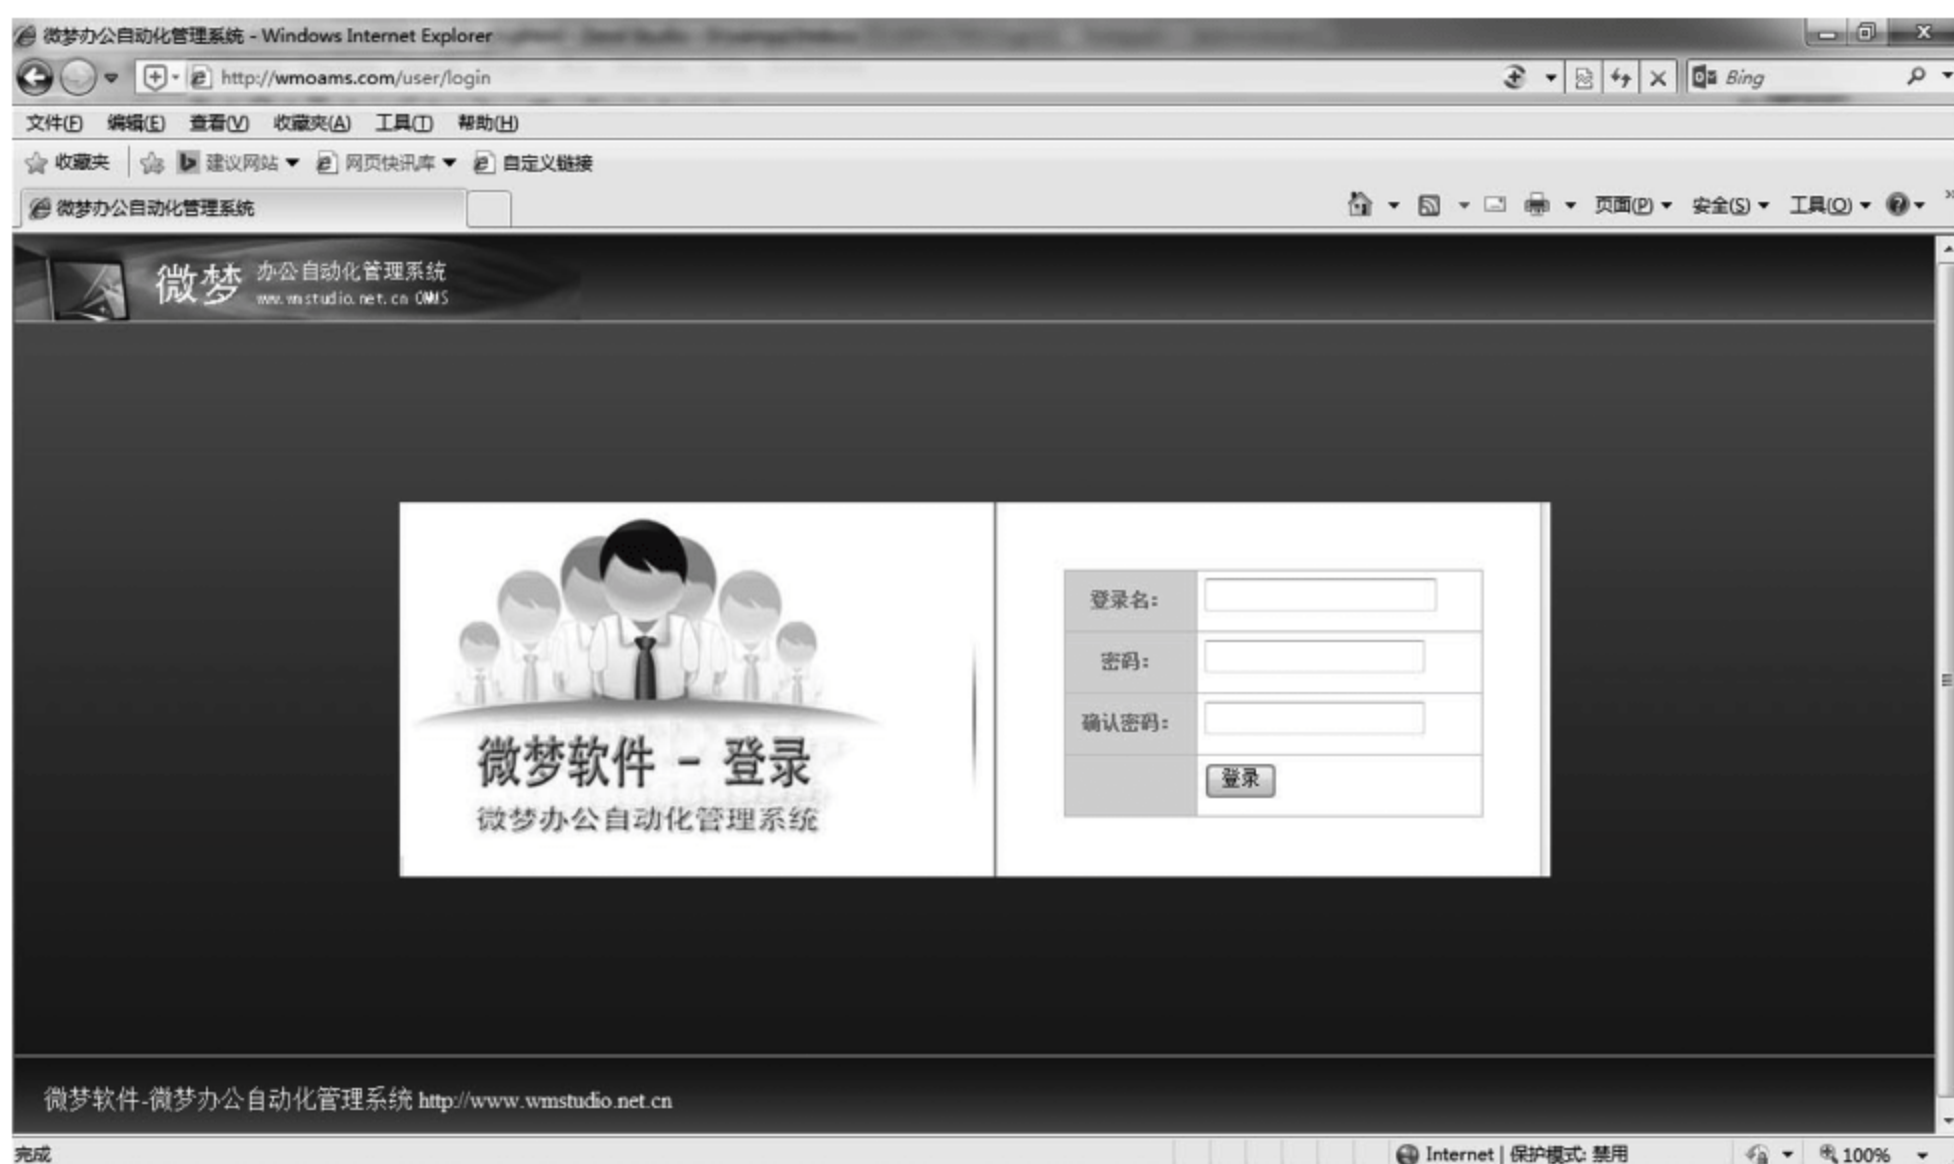 微梦办公自动化管理系统 - Windows Internet Explorer
http://wmoams.com/user/login
Bing
文件(F) 编辑(E) 查看(V) 收藏夹(A) 工具(T) 帮助(H)
收藏夹 建议网站 网页快讯库 自定义链接
微梦办公自动化管理系统
页面(P) 安全(S) 工具(O)
微梦 办公自动化管理系统
www.wmstudio.net.cn
登录名:
密码:
确认密码:
登录
微梦软件 - 登录
微梦办公自动化管理系统
微梦软件-微梦办公自动化管理系统 http://www.wmstudio.net.cn
完成
Internet | 保护模式: 禁用
100%